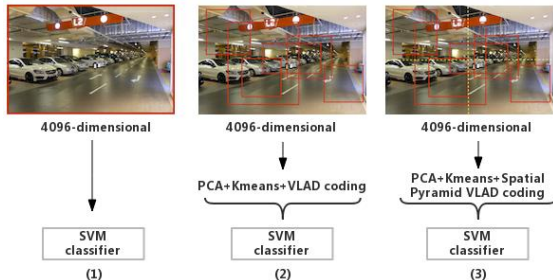 4096-dimensional
4096-dimensional
4096-dimensional
PCA+Kmeans+VLAD coding
PCA+Kmeans+Spatial
Pyramid VLAD coding
SVM
classifier
SVM
classifier
SVM
classifier
(1)
(2)
(3)